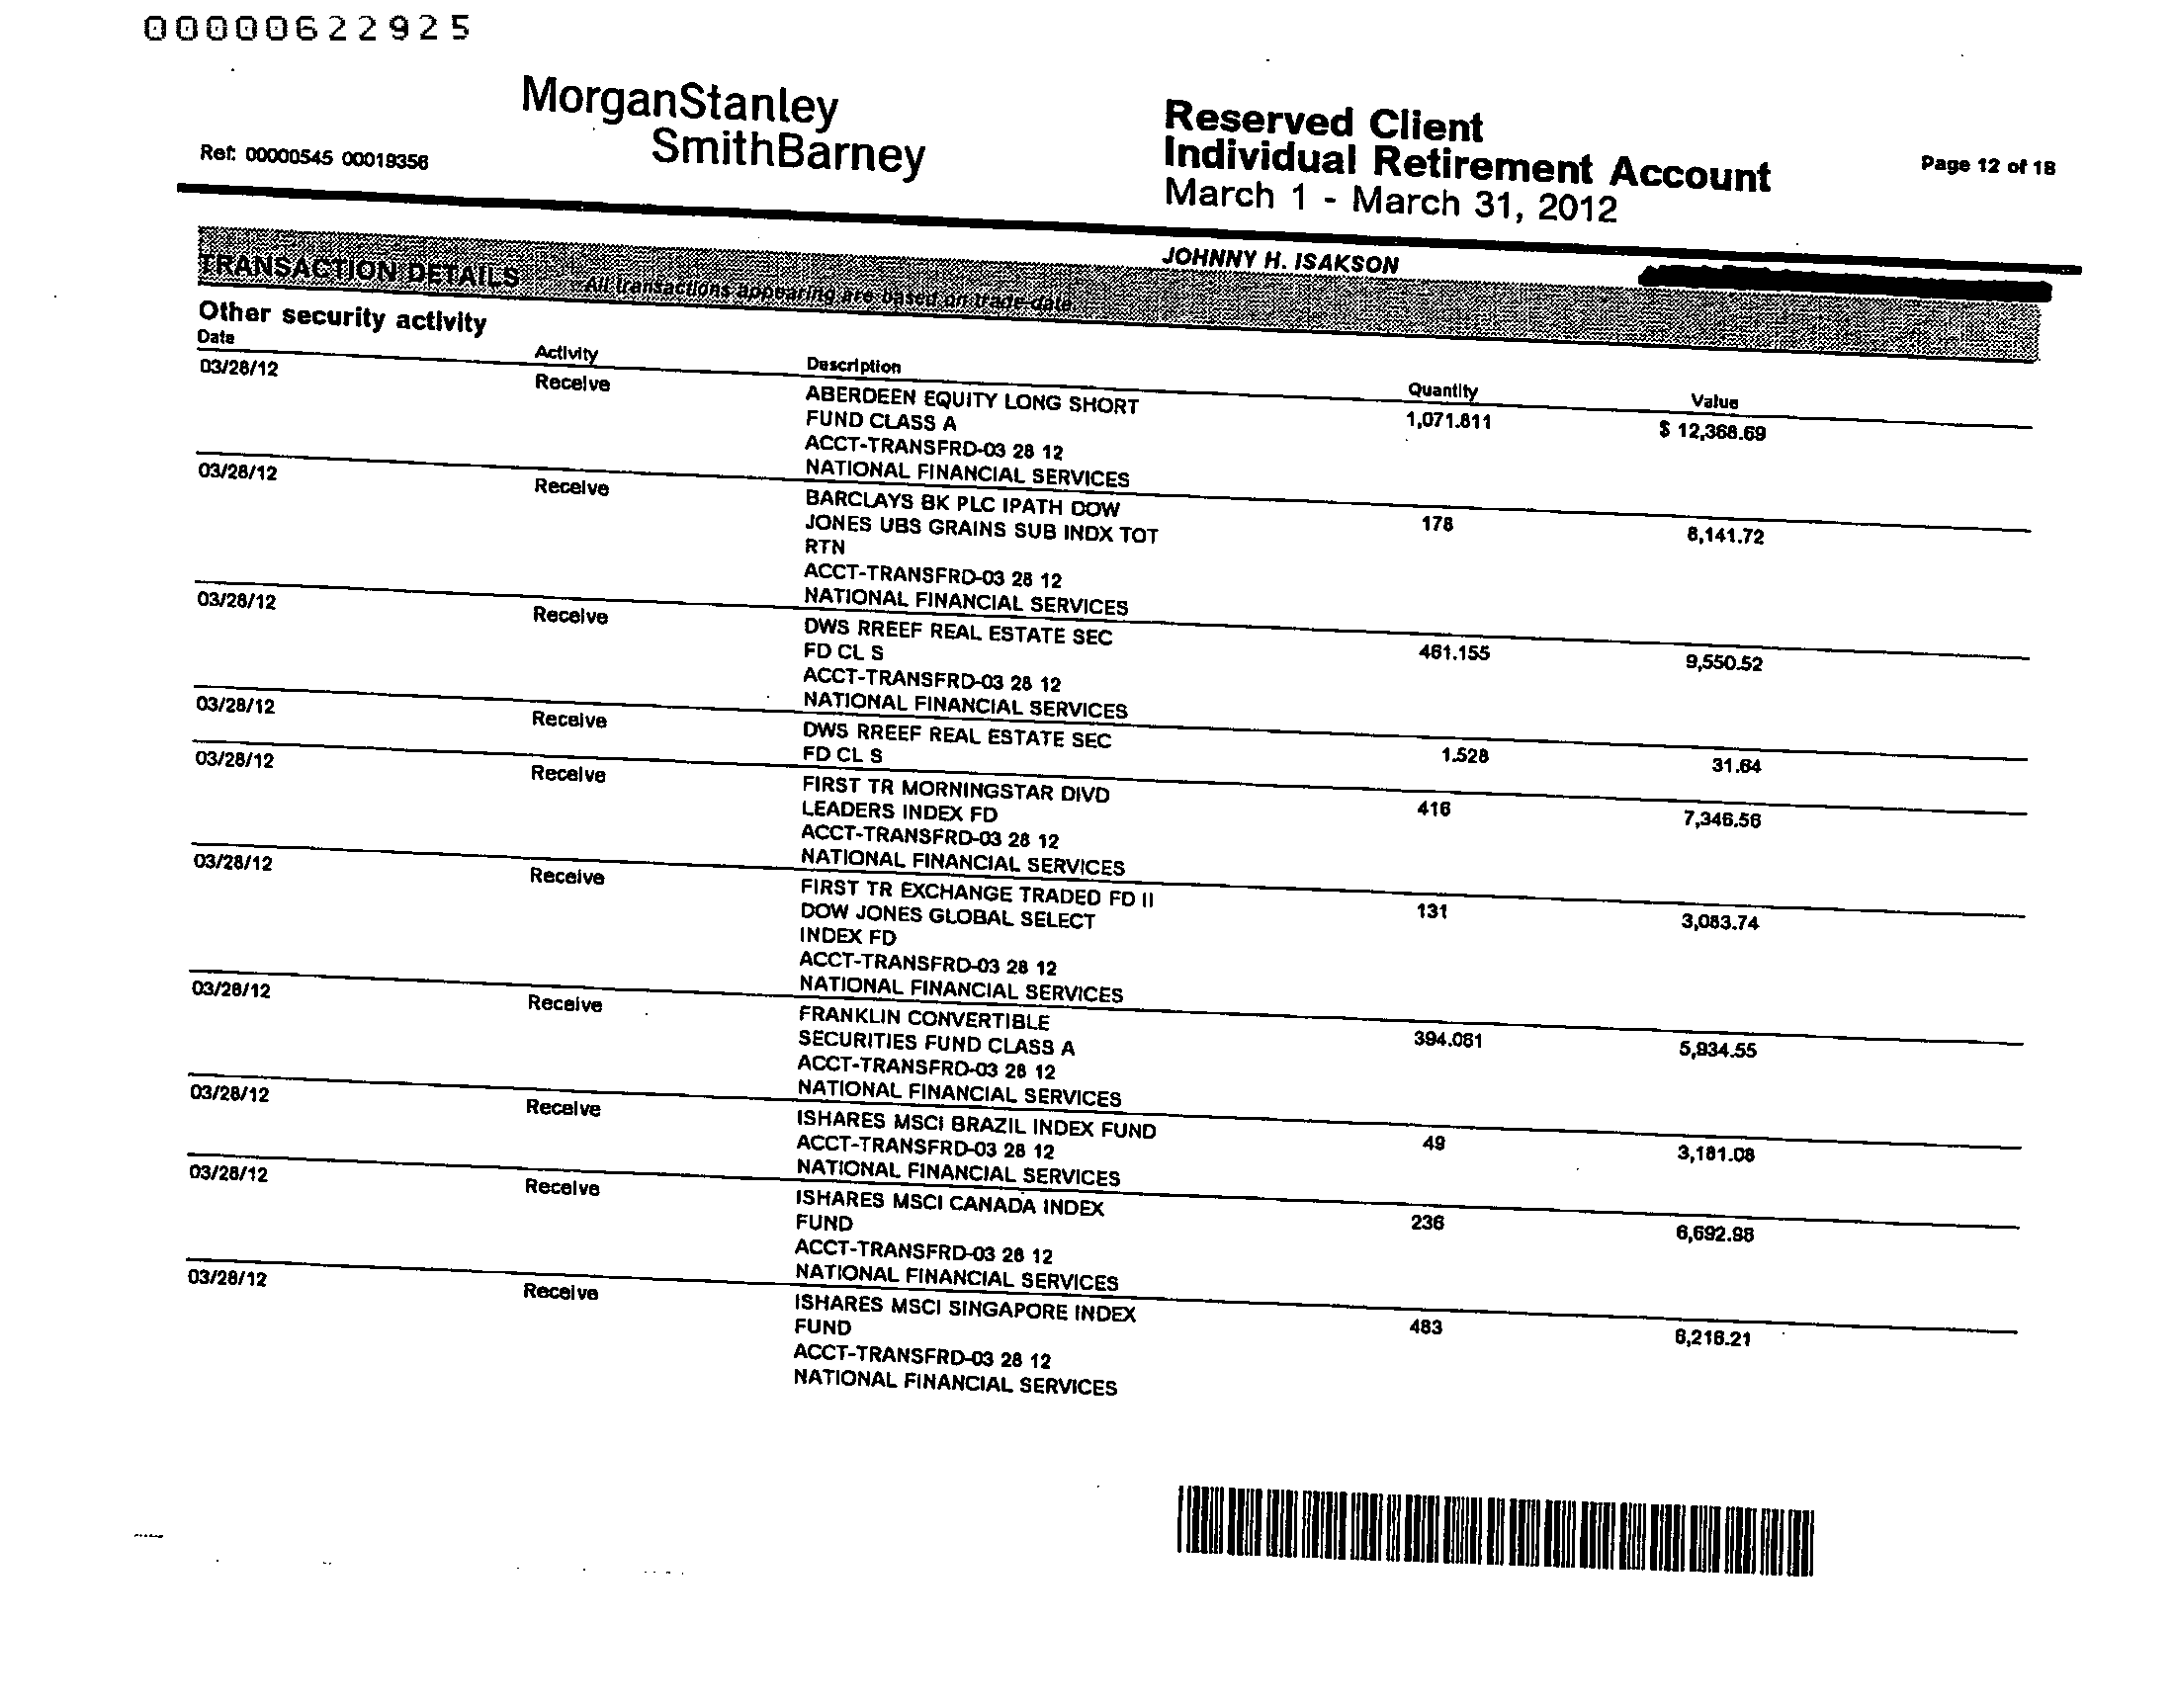 00000622925
MorganStanley
SmithBarney
Ref: 00000545 00019356
Reserved Client
Individual Retirement Account
March 1 - March 31, 2012
Page 12 of 18
JOHNNY H. ISAKSON
TRANSACTION DETAILS All transactions appearing are based on trade-date.
Other security activity
Date Activity Description Quantity Value
03/28/12 Receive ABERDEEN EQUITY LONG SHORT 1,071.811 $ 12,368.69
FUND CLASS A
ACCT-TRANSFRD-03 28 12
NATIONAL FINANCIAL SERVICES
03/28/12 Receive BARCLAYS BK PLC IPATH DOW 178 8,141.72
JONES UBS GRAINS SUB INDX TOT
RTN
ACCT-TRANSFRD-03 28 12
NATIONAL FINANCIAL SERVICES
03/28/12 Receive DWS RREEF REAL ESTATE SEC 461.155 9,550.52
FD CL S
ACCT-TRANSFRD-03 28 12
NATIONAL FINANCIAL SERVICES
03/28/12 Receive DWS RREEF REAL ESTATE SEC 1.528 31.64
FD CL S
03/28/12 Receive FIRST TR MORNINGSTAR DIVD 416 7,346.56
LEADERS INDEX FD
ACCT-TRANSFRD-03 28 12
NATIONAL FINANCIAL SERVICES
03/28/12 Receive FIRST TR EXCHANGE TRADED FD II 131 3,083.74
DOW JONES GLOBAL SELECT
INDEX FD
ACCT-TRANSFRD-03 28 12
NATIONAL FINANCIAL SERVICES
03/28/12 Receive FRANKLIN CONVERTIBLE 394.061 5,934.55
SECURITIES FUND CLASS A
ACCT-TRANSFRD-03 28 12
NATIONAL FINANCIAL SERVICES
03/28/12 Receive ISHARES MSCI BRAZIL INDEX FUND 49 3,181.08
ACCT-TRANSFRD-03 28 12
NATIONAL FINANCIAL SERVICES
03/28/12 Receive ISHARES MSCI CANADA INDEX 236 6,692.98
FUND
ACCT-TRANSFRD-03 28 12
NATIONAL FINANCIAL SERVICES
03/28/12 Receive ISHARES MSCI SINGAPORE INDEX 483 6,216.21
FUND
ACCT-TRANSFRD-03 28 12
NATIONAL FINANCIAL SERVICES